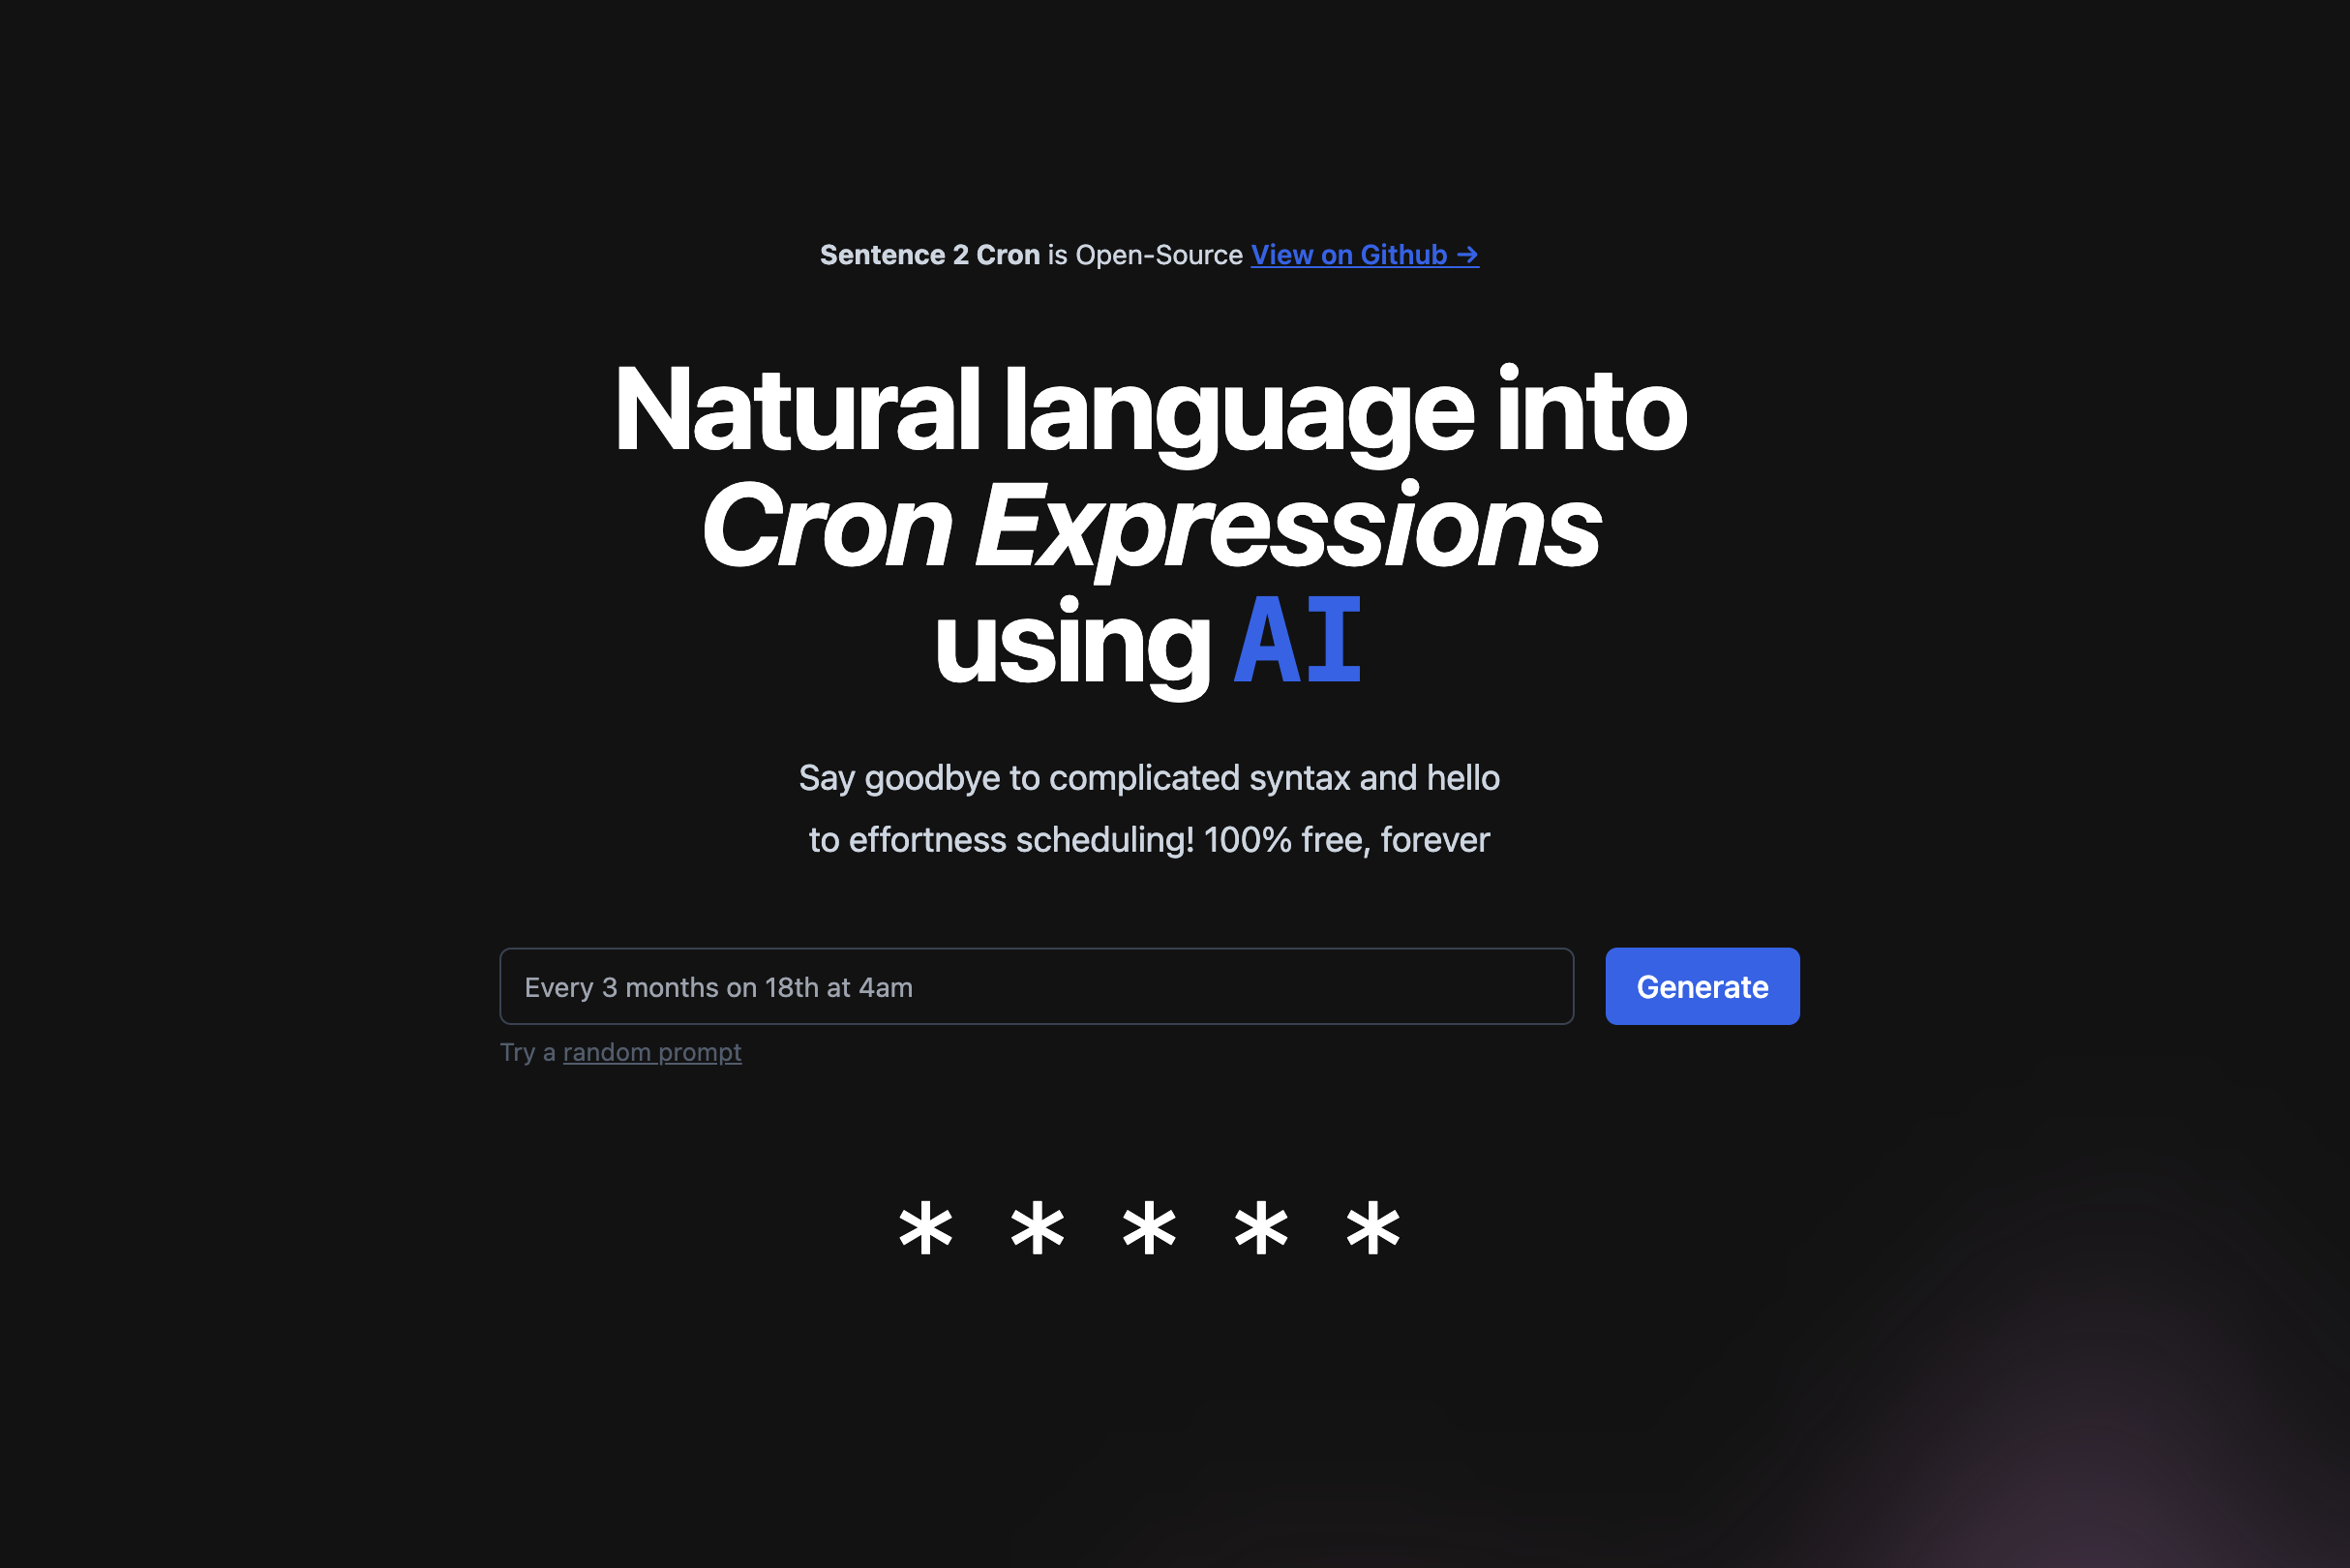 Sentence 2 Cron is Open-Source View on Github →
Natural language into
Cron Expressions
using AI
Say goodbye to complicated syntax and hello
to effortness scheduling! 100% free, forever
Every 3 months on 18th at 4am
Generate
Try a random prompt
* * * * *